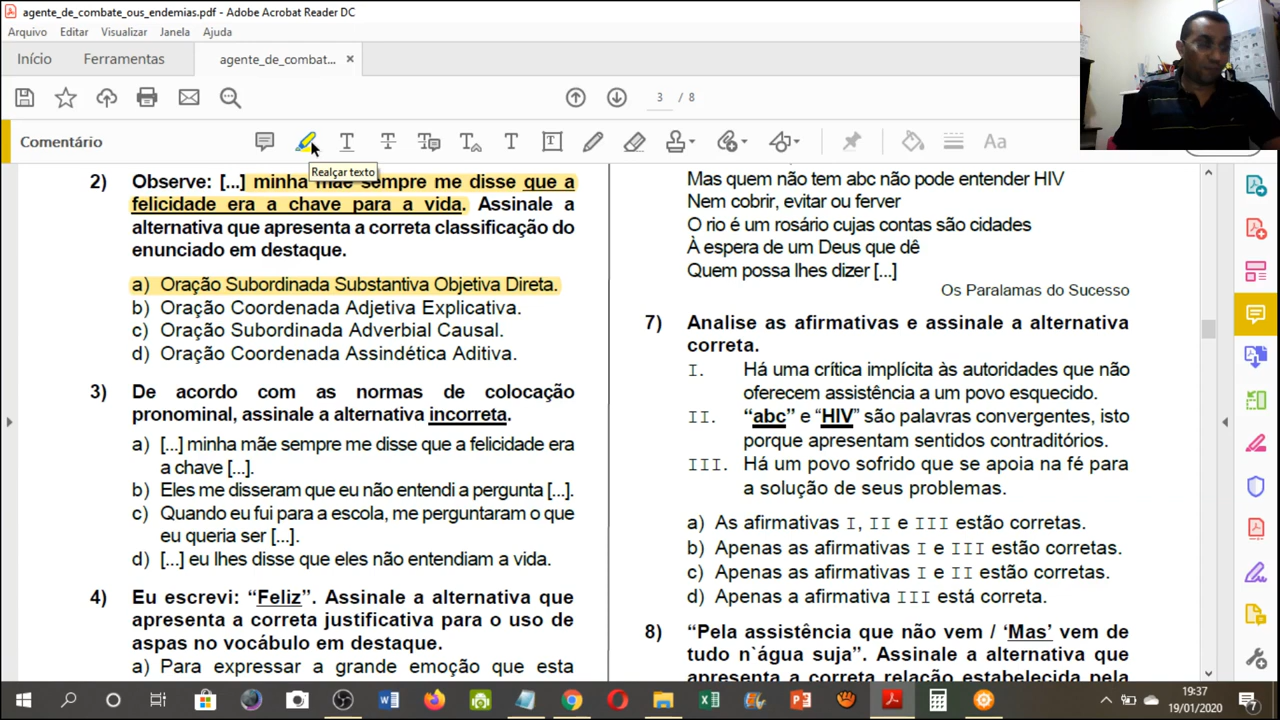 agente_de_combate_ous_endemias.pdf - Adobe Acrobat Reader DC
Arquivo Editar Visualizar Janela Ajuda
Início Ferramentas agente_de_combat... ×
3 / 8
Comentário
Realçar texto
2) Observe: [...] minha mãe sempre me disse que a
felicidade era a chave para a vida. Assinale a
alternativa que apresenta a correta classificação do
enunciado em destaque.
a) Oração Subordinada Substantiva Objetiva Direta.
b) Oração Coordenada Adjetiva Explicativa.
c) Oração Subordinada Adverbial Causal.
d) Oração Coordenada Assindética Aditiva.
3) De acordo com as normas de colocação
pronominal, assinale a alternativa incorreta.
a) [...] minha mãe sempre me disse que a felicidade era
a chave [...].
b) Eles me disseram que eu não entendi a pergunta [...].
c) Quando eu fui para a escola, me perguntaram o que
eu queria ser [...].
d) [...] eu lhes disse que eles não entendiam a vida.
4) Eu escrevi: “Feliz”. Assinale a alternativa que
apresenta a correta justificativa para o uso de
aspas no vocábulo em destaque.
a) Para expressar a grande emoção que esta
Mas quem não tem abc não pode entender HIV
Nem cobrir, evitar ou ferver
O rio é um rosário cujas contas são cidades
À espera de um Deus que dê
Quem possa lhes dizer [...]
Os Paralamas do Sucesso
7) Analise as afirmativas e assinale a alternativa
correta.
I. Há uma crítica implícita às autoridades que não
oferecem assistência a um povo esquecido.
II. “abc” e “HIV” são palavras convergentes, isto
porque apresentam sentidos contraditórios.
III. Há um povo sofrido que se apoia na fé para
a solução de seus problemas.
a) As afirmativas I, II e III estão corretas.
b) Apenas as afirmativas I e III estão corretas.
c) Apenas as afirmativas I e II estão corretas.
d) Apenas a afirmativa III está correta.
8) “Pela assistência que não vem / ‘Mas’ vem de
tudo n`água suja”. Assinale a alternativa que
apresenta a correta relação estabelecida pela
19:37
19/01/2020
7